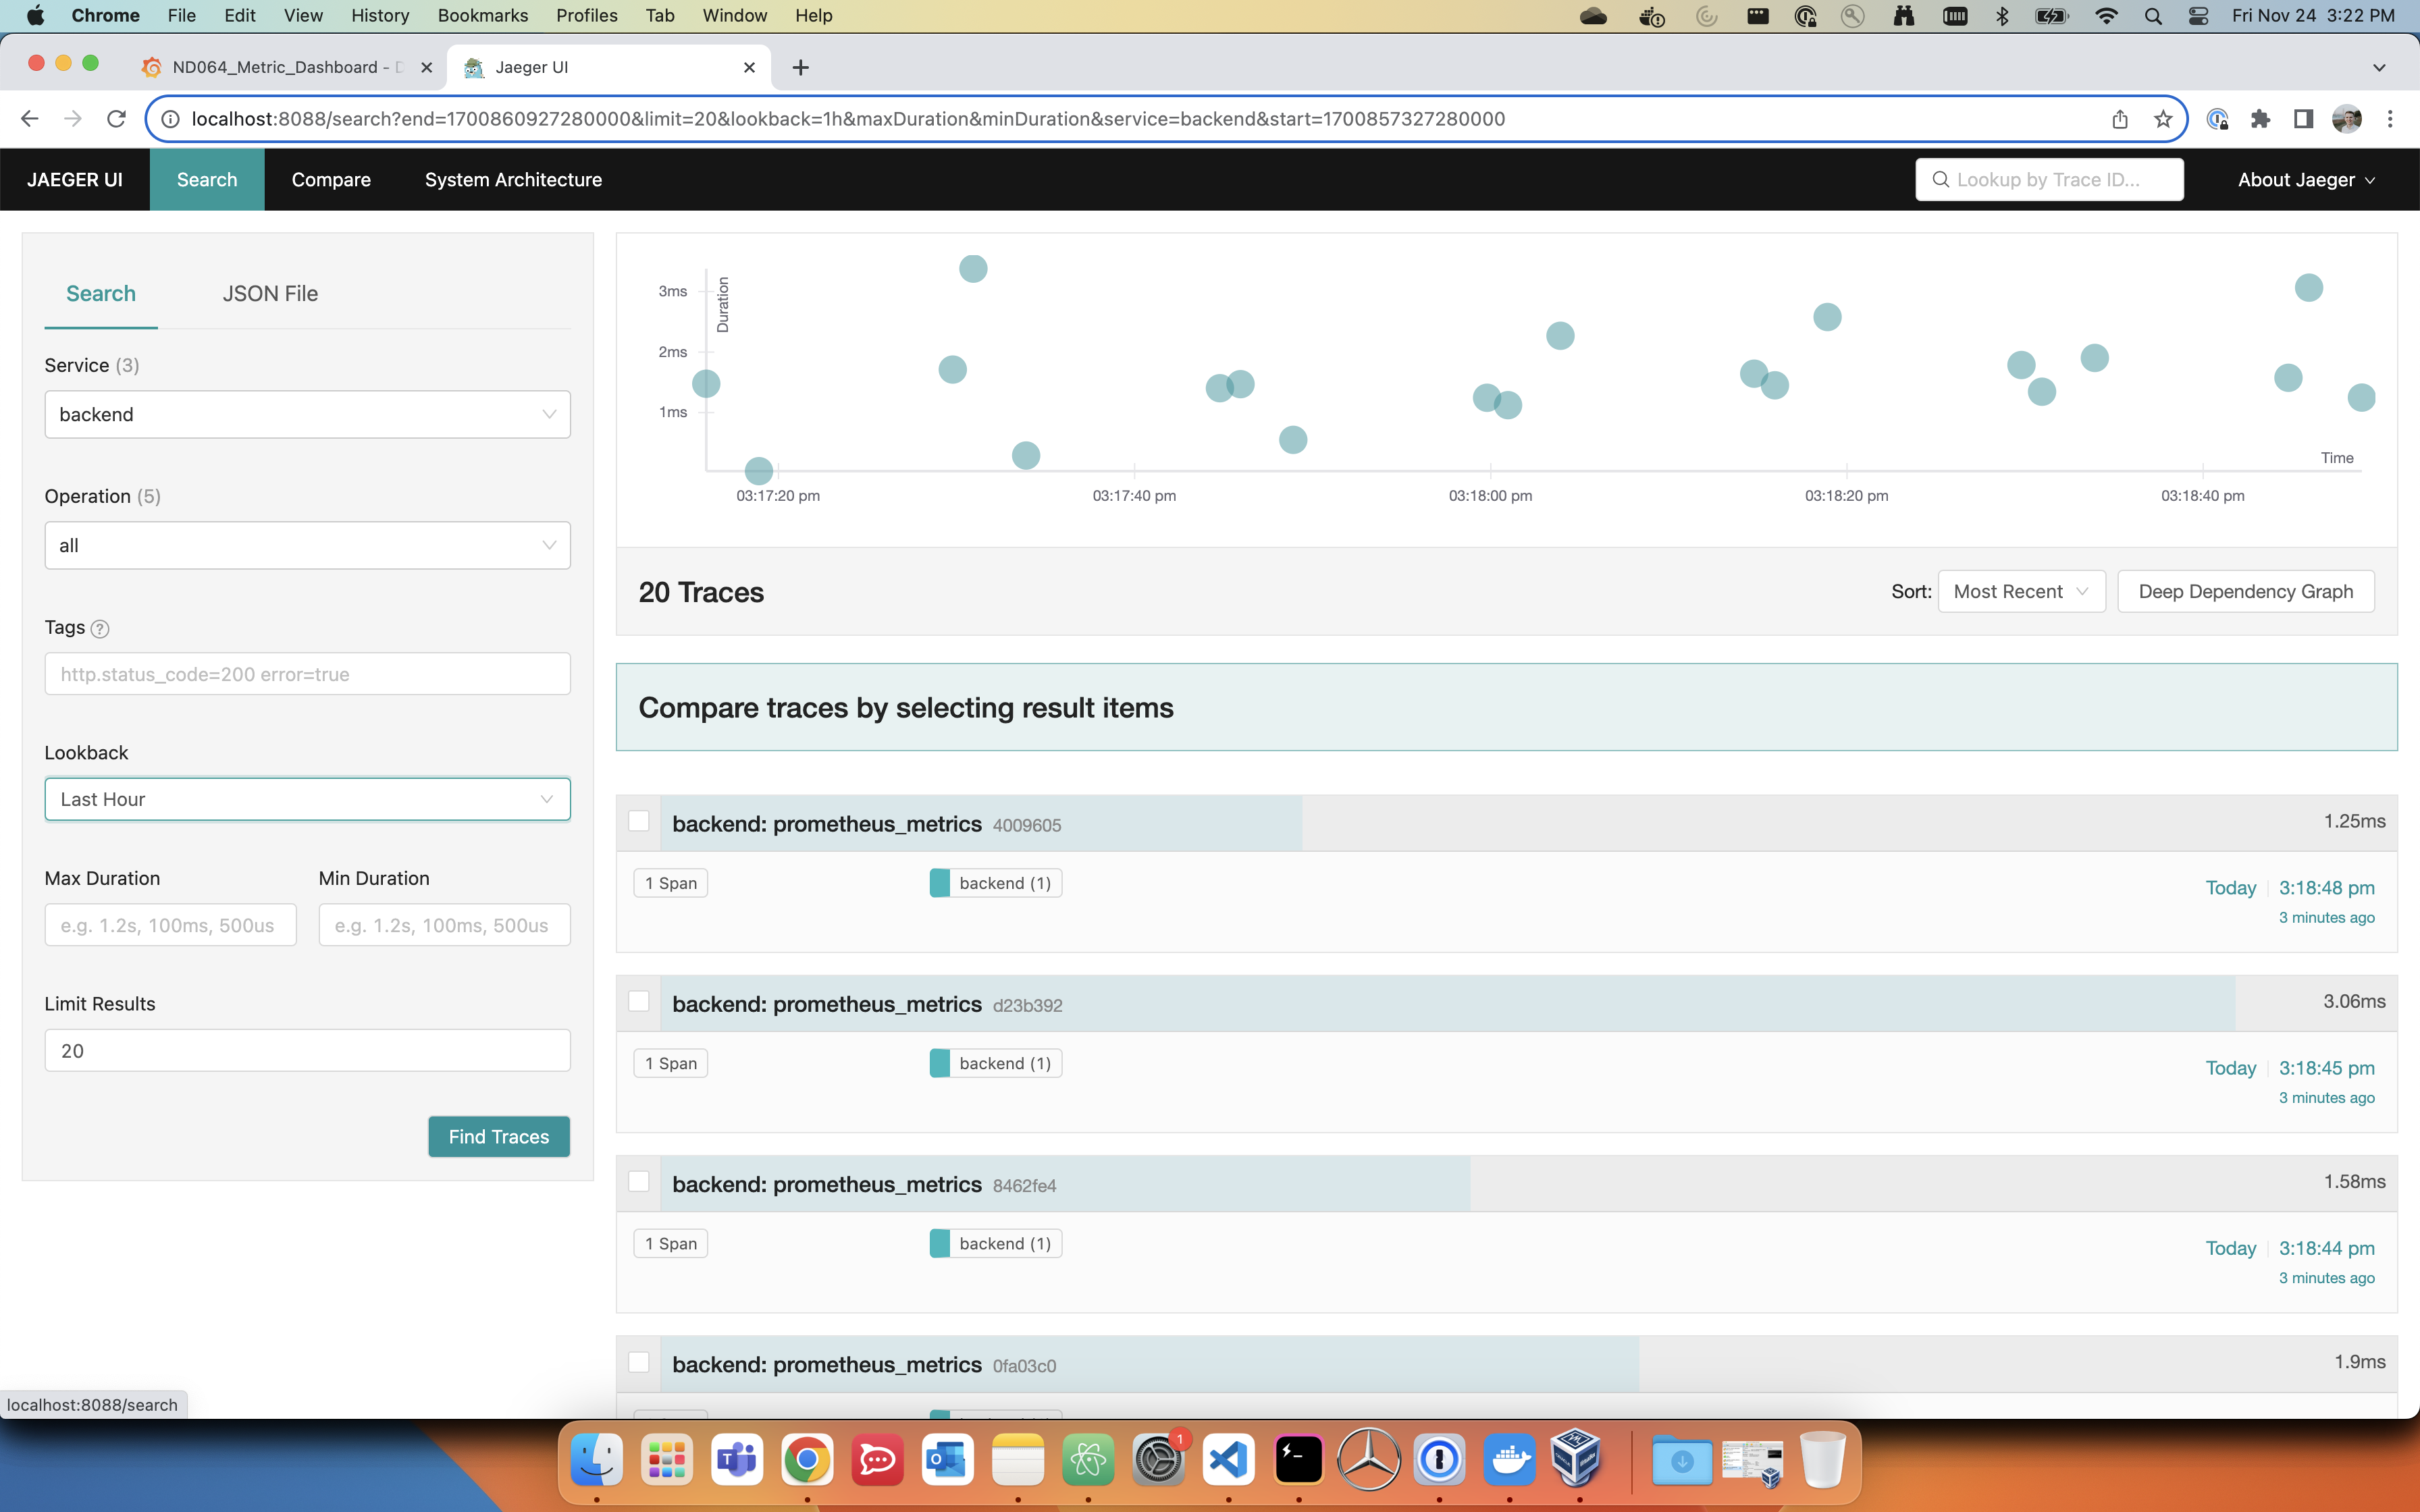 Chrome File Edit View History Bookmarks Profiles Tab Window Help Fri Nov 24 3:22 PM
ND064_Metric_Dashboard - Jaeger UI
localhost:8088/search?end=1700860927280000&limit=20&lookback=1h&maxDuration&minDuration&service=backend&start=1700857327280000
JAEGER UI Search Compare System Architecture Lookup by Trace ID... About Jaeger
Search JSON File
Service (3)
backend
Operation (5)
all
Tags ?
http.status_code=200 error=true
Lookback
Last Hour
Max Duration Min Duration
e.g. 1.2s, 100ms, 500us e.g. 1.2s, 100ms, 500us
Limit Results
20
Find Traces
Duration
3ms
2ms
1ms
Time
03:17:20 pm 03:17:40 pm 03:18:00 pm 03:18:20 pm 03:18:40 pm
20 Traces Sort: Most Recent Deep Dependency Graph
Compare traces by selecting result items
backend: prometheus_metrics 4009605 1.25ms
1 Span backend (1) Today 3:18:48 pm
3 minutes ago
backend: prometheus_metrics d23b392 3.06ms
1 Span backend (1) Today 3:18:45 pm
3 minutes ago
backend: prometheus_metrics 8462fe4 1.58ms
1 Span backend (1) Today 3:18:44 pm
3 minutes ago
backend: prometheus_metrics 0fa03c0 1.9ms
localhost:8088/search
1